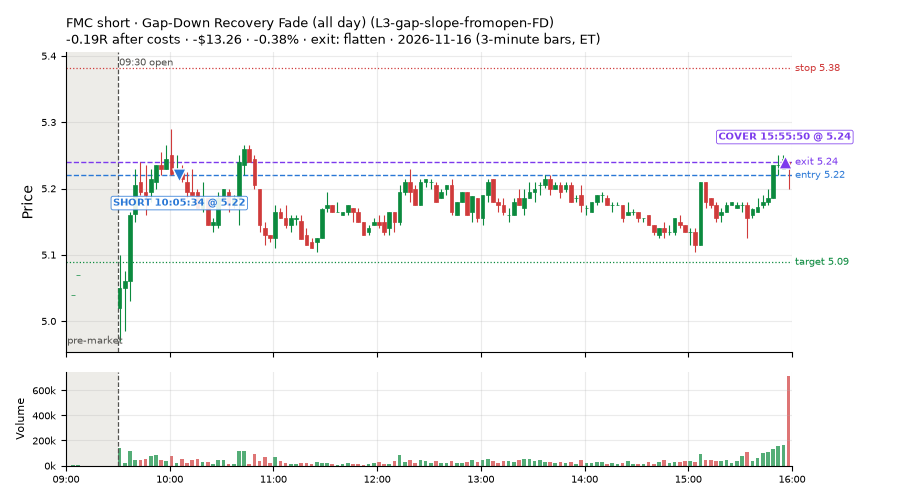 FMC short · Gap-Down Recovery Fade (all day) (L3-gap-slope-fromopen-FD)
-0.19R after costs · -$13.26 · -0.38% · exit: flatten · 2026-11-16 (3-minute bars, ET)
5.4
5.3
5.2
5.1
5.0
Price
09:30 open
pre-market
SHORT 10:05:34 @ 5.22
COVER 15:55:50 @ 5.24
stop 5.38
exit 5.24
entry 5.22
target 5.09
600k
400k
200k
0k
Volume
09:00
10:00
11:00
12:00
13:00
14:00
15:00
16:00